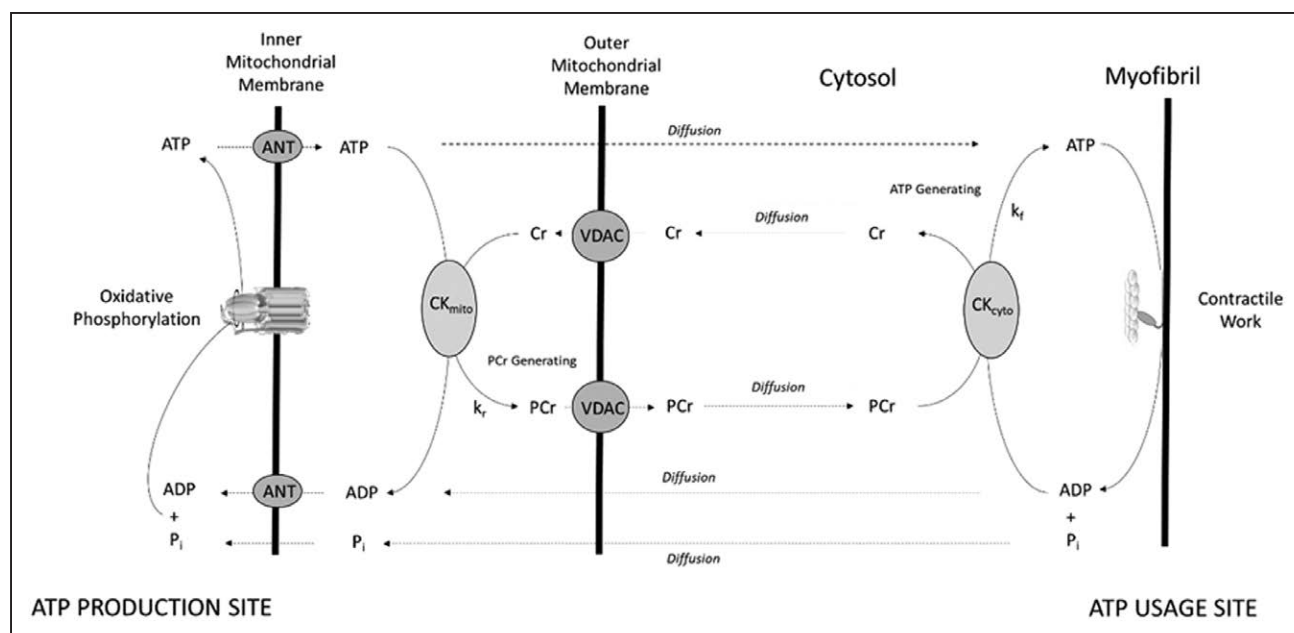 Inner
Mitochondrial
Membrane
Outer
Mitochondrial
Membrane
Cytosol
Myofibril
ATP
ANT
ATP
Diffusion
ATP
ATP Generating
kf
Cr
VDAC
Cr
Diffusion
Cr
Oxidative
Phosphorylation
CKmito
CKcyto
Contractile
Work
PCr Generating
kr
PCr
VDAC
PCr
Diffusion
PCr
ADP
ANT
ADP
Diffusion
ADP
+
+
Pi
Pi
Diffusion
Pi
ATP PRODUCTION SITE
ATP USAGE SITE